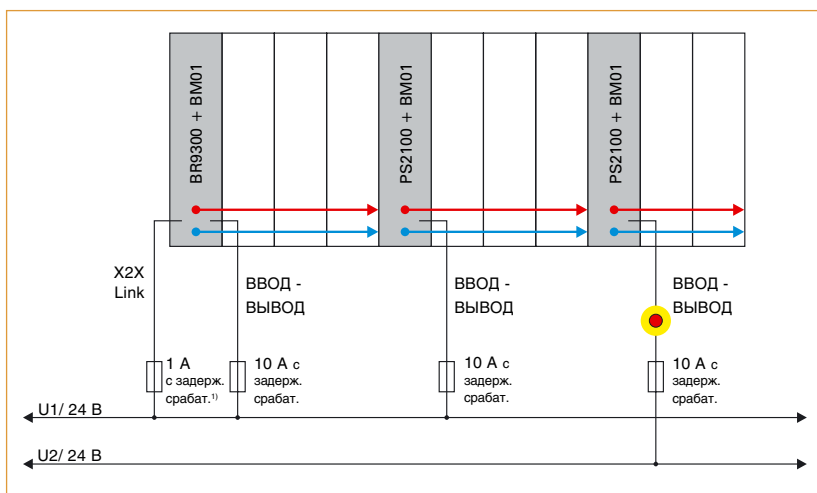 BR9300 + BM01
PS2100 + BM01
PS2100 + BM01
X2X
Link
ВВОД -
ВЫВОД
ВВОД -
ВЫВОД
ВВОД -
ВЫВОД
1 А
с задерж.
срабат.¹⁾
10 А с
задерж.
срабат.
10 А с
задерж.
срабат.
10 А с
задерж.
срабат.
U1/ 24 В
U2/ 24 В